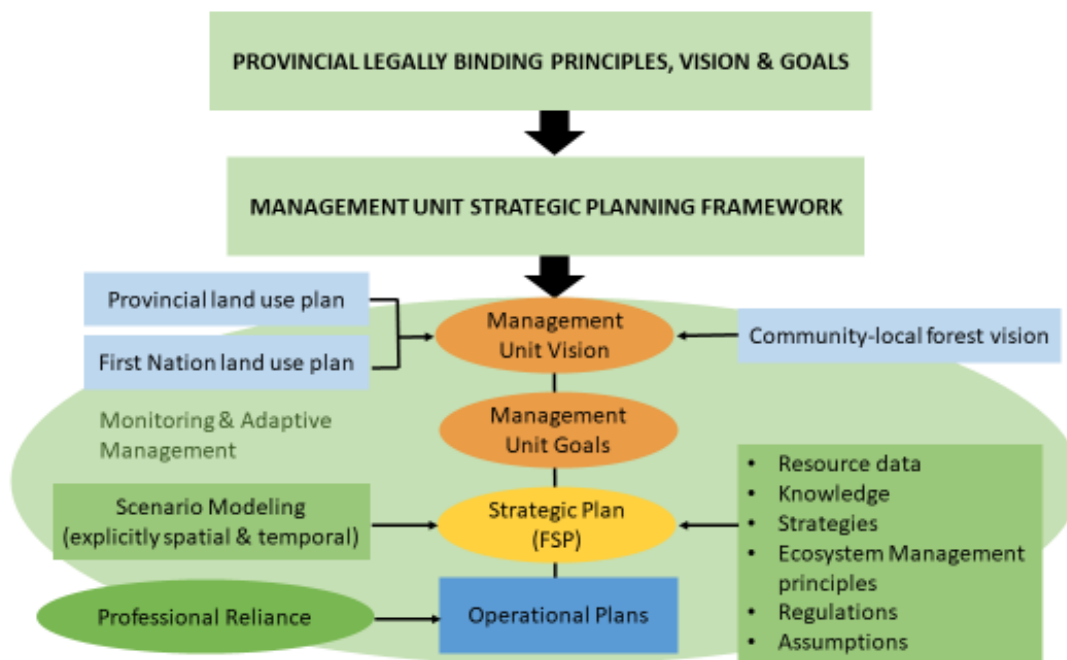 PROVINCIAL LEGALLY BINDING PRINCIPLES, VISION & GOALS
MANAGEMENT UNIT STRATEGIC PLANNING FRAMEWORK
Provincial land use plan
First Nation land use plan
Management
Unit Vision
Community-local forest vision
Monitoring & Adaptive
Management
Management
Unit Goals
Scenario Modeling
(explicitly spatial & temporal)
Strategic Plan
(FSP)
• Resource data
• Knowledge
• Strategies
• Ecosystem Management
principles
• Regulations
• Assumptions
Professional Reliance
Operational Plans